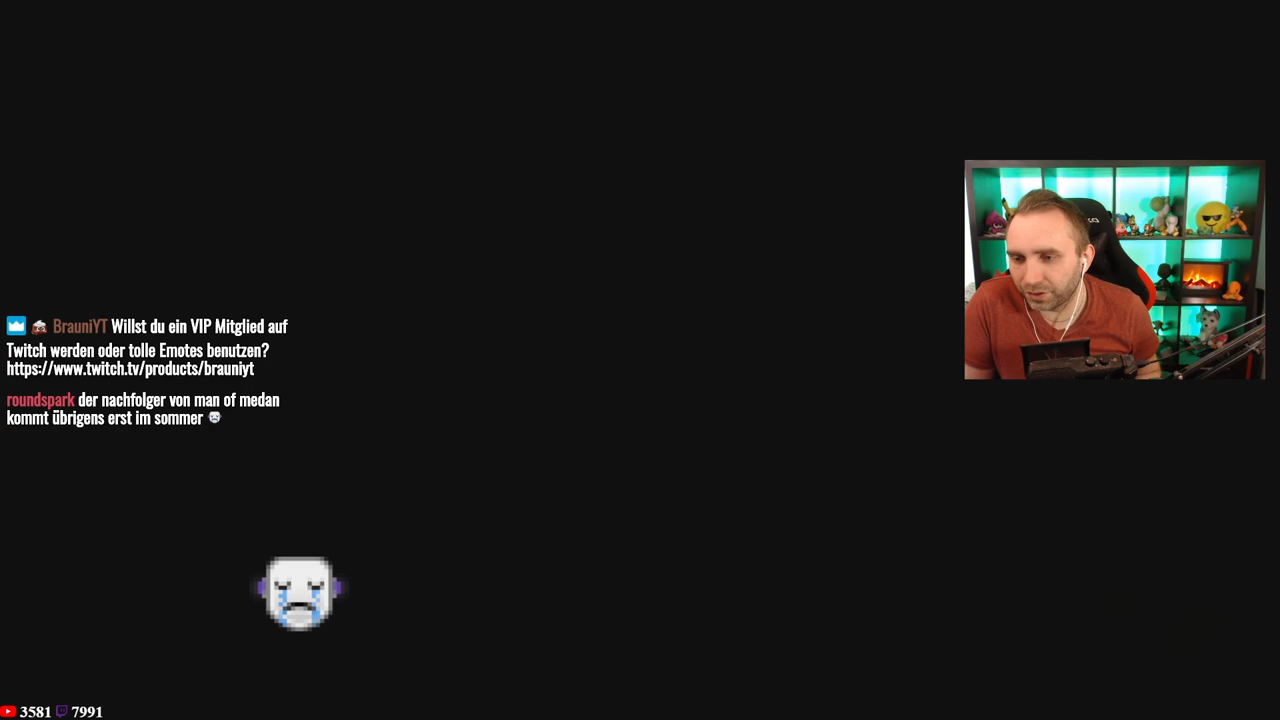 BrauniYT Willst du ein VIP Mitglied auf
Twitch werden oder tolle Emotes benutzen?
https://www.twitch.tv/products/brauniyt
roundspark der nachfolger von man of medan
kommt übrigens erst im sommer
3581 7991